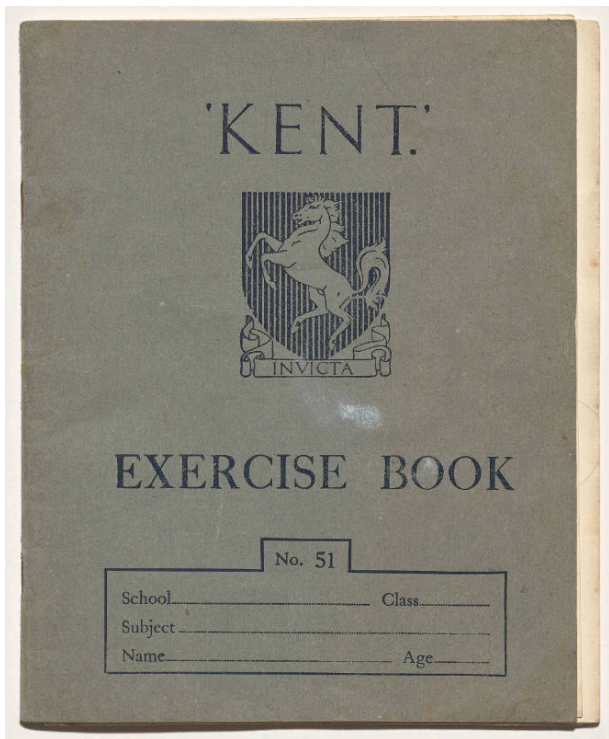 'KENT.'
INVICTA
EXERCISE BOOK
No. 51
School Class
Subject
Name Age